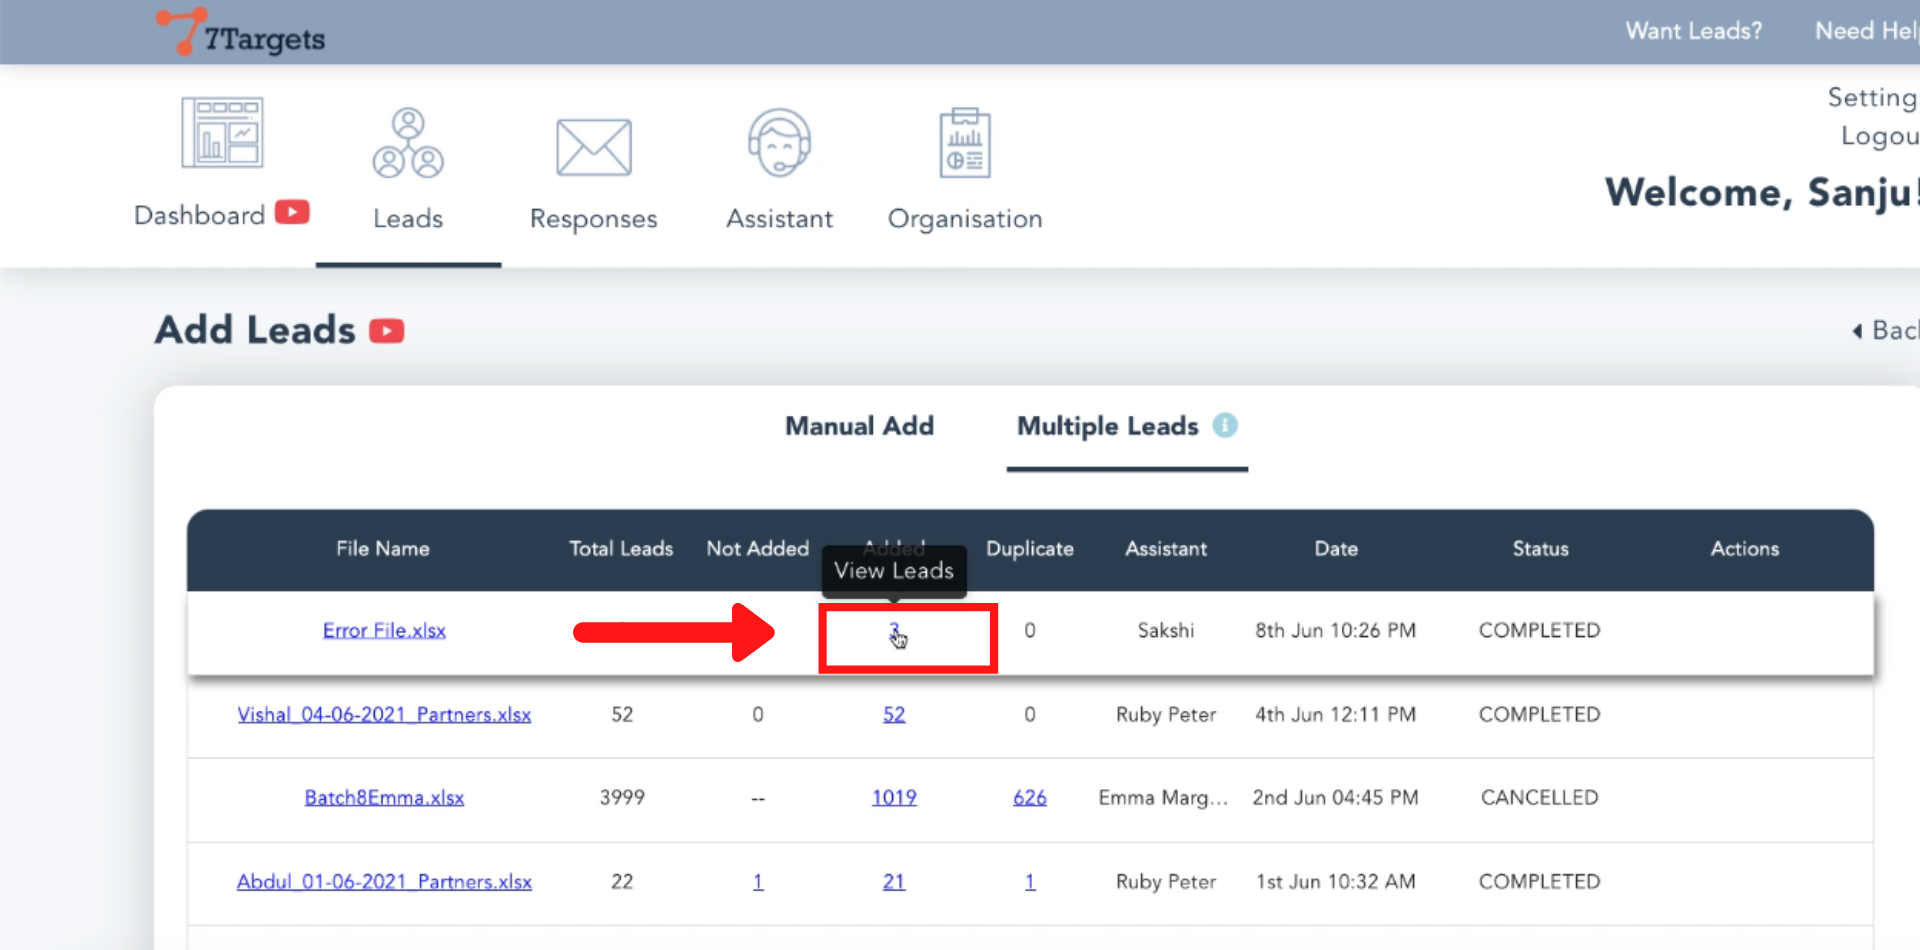 7Targets
Want Leads? Need Hel
Setting
Logou
Welcome, Sanju!
Dashboard Leads Responses Assistant Organisation
Add Leads
Bac
Manual Add Multiple Leads i
File Name Total Leads Not Added Added Duplicate Assistant Date Status Actions
View Leads
Error File.xlsx 3 0 Sakshi 8th Jun 10:26 PM COMPLETED
Vishal_04-06-2021_Partners.xlsx 52 0 52 0 Ruby Peter 4th Jun 12:11 PM COMPLETED
Batch8Emma.xlsx 3999 -- 1019 626 Emma Marg... 2nd Jun 04:45 PM CANCELLED
Abdul_01-06-2021_Partners.xlsx 22 1 21 1 Ruby Peter 1st Jun 10:32 AM COMPLETED